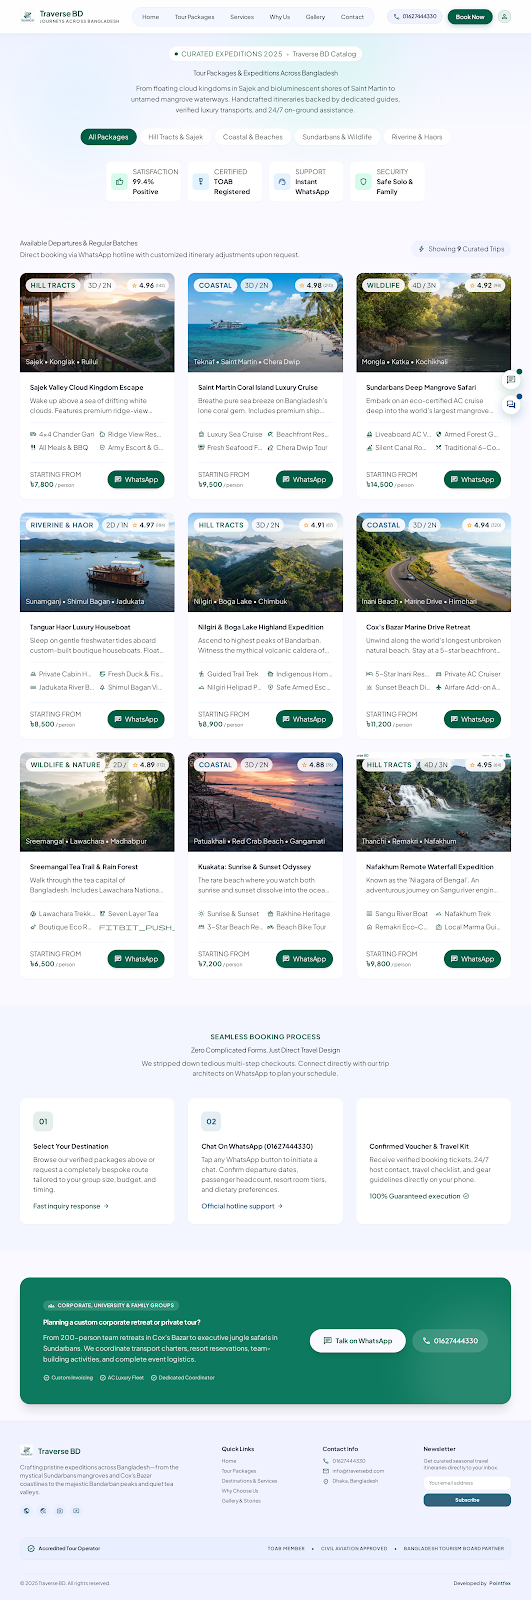 Traverse BD
JOURNEYS ACROSS BANGLADESH
Home Tour Packages Services Why Us Gallery Contact
01627444330
Book Now
CURATED EXPEDITIONS 2025 • Traverse BD Catalog
Tour Packages & Expeditions Across Bangladesh
From floating cloud kingdoms in Sajek and bioluminescent shores of Saint Martin to
untamed mangrove waterways. Handcrafted itineraries backed by dedicated guides,
verified luxury transports, and 24/7 on-ground assistance.
All Packages Hill Tracts & Sajek Coastal & Beaches Sundarbans & Wildlife Riverine & Haors
SATISFACTION
99.4%
Positive
CERTIFIED
TOAB
Registered
SUPPORT
Instant
WhatsApp
SECURITY
Safe Solo &
Family
Available Departures & Regular Batches
Direct booking via WhatsApp hotline with customized itinerary adjustments upon request.
Showing 9 Curated Trips
HILL TRACTS 3D / 2N 4.96
Sajek • Konglak • Ruilui
Sajek Valley Cloud Kingdom Escape
Wake up above a sea of drifting white
clouds. Features premium ridge-view...
4x4 Chander Gari Ridge View Res...
All Meals & BBQ Army Escort & G...
STARTING FROM
৳7,800 / person
WhatsApp
COASTAL 3D / 2N 4.98
Teknaf • Saint Martin • Chera Dwip
Saint Martin Coral Island Luxury Cruise
Breathe pure sea breeze on Bangladesh's
lone coral gem. Includes premium ship...
Luxury Sea Cruise Beachfront Res...
Fresh Seafood F... Chera Dwip Tour
STARTING FROM
৳9,500 / person
WhatsApp
WILDLIFE 4D / 3N 4.92
Mongla • Katka • Kochikhali
Sundarbans Deep Mangrove Safari
Embark on an eco-certified AC cruise
deep into the world's largest mangrove...
Liveaboard AC V... Armed Forest G...
Silent Canal Ro... Traditional 6-Co...
STARTING FROM
৳14,500 / person
WhatsApp
RIVERINE & HAOR 2D / 1N 4.97
Sunamganj • Shimul Bagan • Jadukata
Tanguar Haor Luxury Houseboat
Sleep on gentle freshwater tides aboard
custom-built boutique houseboats. Float...
Private Cabin H... Fresh Duck & Fis...
Jadukata River B... Shimul Bagan Vi...
STARTING FROM
৳8,500 / person
WhatsApp
HILL TRACTS 3D / 2N 4.91
Nilgiri • Boga Lake • Chimbuk
Nilgiri & Boga Lake Highland Expedition
Ascend to highest peaks of Bandarban.
Witness the mythical volcanic caldera of...
Guided Trail Trek Indigenous Hom...
Nilgiri Helipad P... Safe Armed Esc...
STARTING FROM
৳8,900 / person
WhatsApp
COASTAL 3D / 2N 4.94
Inani Beach • Marine Drive • Himchari
Cox's Bazar Marine Drive Retreat
Unwind along the world's longest unbroken
natural beach. Stay at a 5-star beachfront...
5-Star Inani Res... Private AC Cruiser
Sunset Beach Di... Airfare Add-on A...
STARTING FROM
৳11,200 / person
WhatsApp
WILDLIFE & NATURE 2D / 4.89
Sreemangal • Lawachara • Madhabpur
Sreemangal Tea Trail & Rain Forest
Walk through the tea capital of
Bangladesh. Includes Lawachara Nationa...
Lawachara Trekk... Seven Layer Tea
Boutique Eco R... FITBIT_PUSH_
STARTING FROM
৳6,500 / person
WhatsApp
COASTAL 3D / 2N 4.88
Patuakhali • Red Crab Beach • Gangamati
Kuakata: Sunrise & Sunset Odyssey
The rare beach where you watch both
sunrise and sunset dissolve into the ocea...
Sunrise & Sunset Rakhine Heritage
3-Star Beach Re... Beach Bike Tour
STARTING FROM
৳7,200 / person
WhatsApp
HILL TRACTS 4D / 3N 4.95
Thanchi • Remakri • Nafakhum
Nafakhum Remote Waterfall Expedition
Known as the 'Niagara of Bengal'. An
adventurous journey on Sangu river engin...
Sangu River Boat Nafakhum Trek
Remakri Eco-C... Local Marma Gui...
STARTING FROM
৳9,800 / person
WhatsApp
SEAMLESS BOOKING PROCESS
Zero Complicated Forms, Just Direct Travel Design
We stripped down tedious multi-step checkouts. Connect directly with our trip
architects on WhatsApp to plan your schedule.
01
Select Your Destination
Browse our verified packages above or
request a completely bespoke route
tailored to your group size, budget, and
timing.
Fast inquiry response →
02
Chat On WhatsApp (01627444330)
Tap any WhatsApp button to initiate a
chat. Confirm departure dates,
passenger headcount, resort room tiers,
and dietary preferences.
Official hotline support →
Confirmed Voucher & Travel Kit
Receive verified booking tickets, 24/7
host contact, travel checklist, and gear
guidelines directly on your phone.
100% Guaranteed execution
CORPORATE, UNIVERSITY & FAMILY GROUPS
Planning a custom corporate retreat or private tour?
From 200-person team retreats in Cox's Bazar to executive jungle safaris in
Sundarbans. We coordinate transport charters, resort reservations, team-
building activities, and complete event logistics.
Custom Invoicing AC Luxury Fleet Dedicated Coordinator
Talk on WhatsApp
01627444330
Traverse BD
Crafting pristine expeditions across Bangladesh—from the
mystical Sundarbans mangroves and Cox's Bazar
coastlines to the majestic Bandarban peaks and quiet tea
valleys.
Quick Links
Home
Tour Packages
Destinations & Services
Why Choose Us
Gallery & Stories
Contact Info
01627444330
info@traversebd.com
Dhaka, Bangladesh
Newsletter
Get curated seasonal travel
itineraries directly to your inbox.
Your email address
Subscribe
Accredited Tour Operator
TOAB MEMBER • CIVIL AVIATION APPROVED • BANGLADESH TOURISM BOARD PARTNER
© 2025 Traverse BD. All rights reserved.
Developed by Pointfox